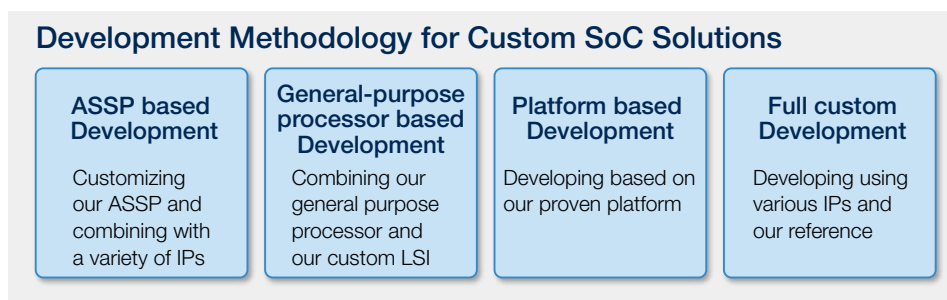 Development Methodology for Custom SoC Solutions
ASSP based
Development
Customizing
our ASSP and
combining with
a variety of IPs
General-purpose
processor based
Development
Combining our
general purpose
processor and
our custom LSI
Platform based
Development
Developing based on
our proven platform
Full custom
Development
Developing using
various IPs and
our reference